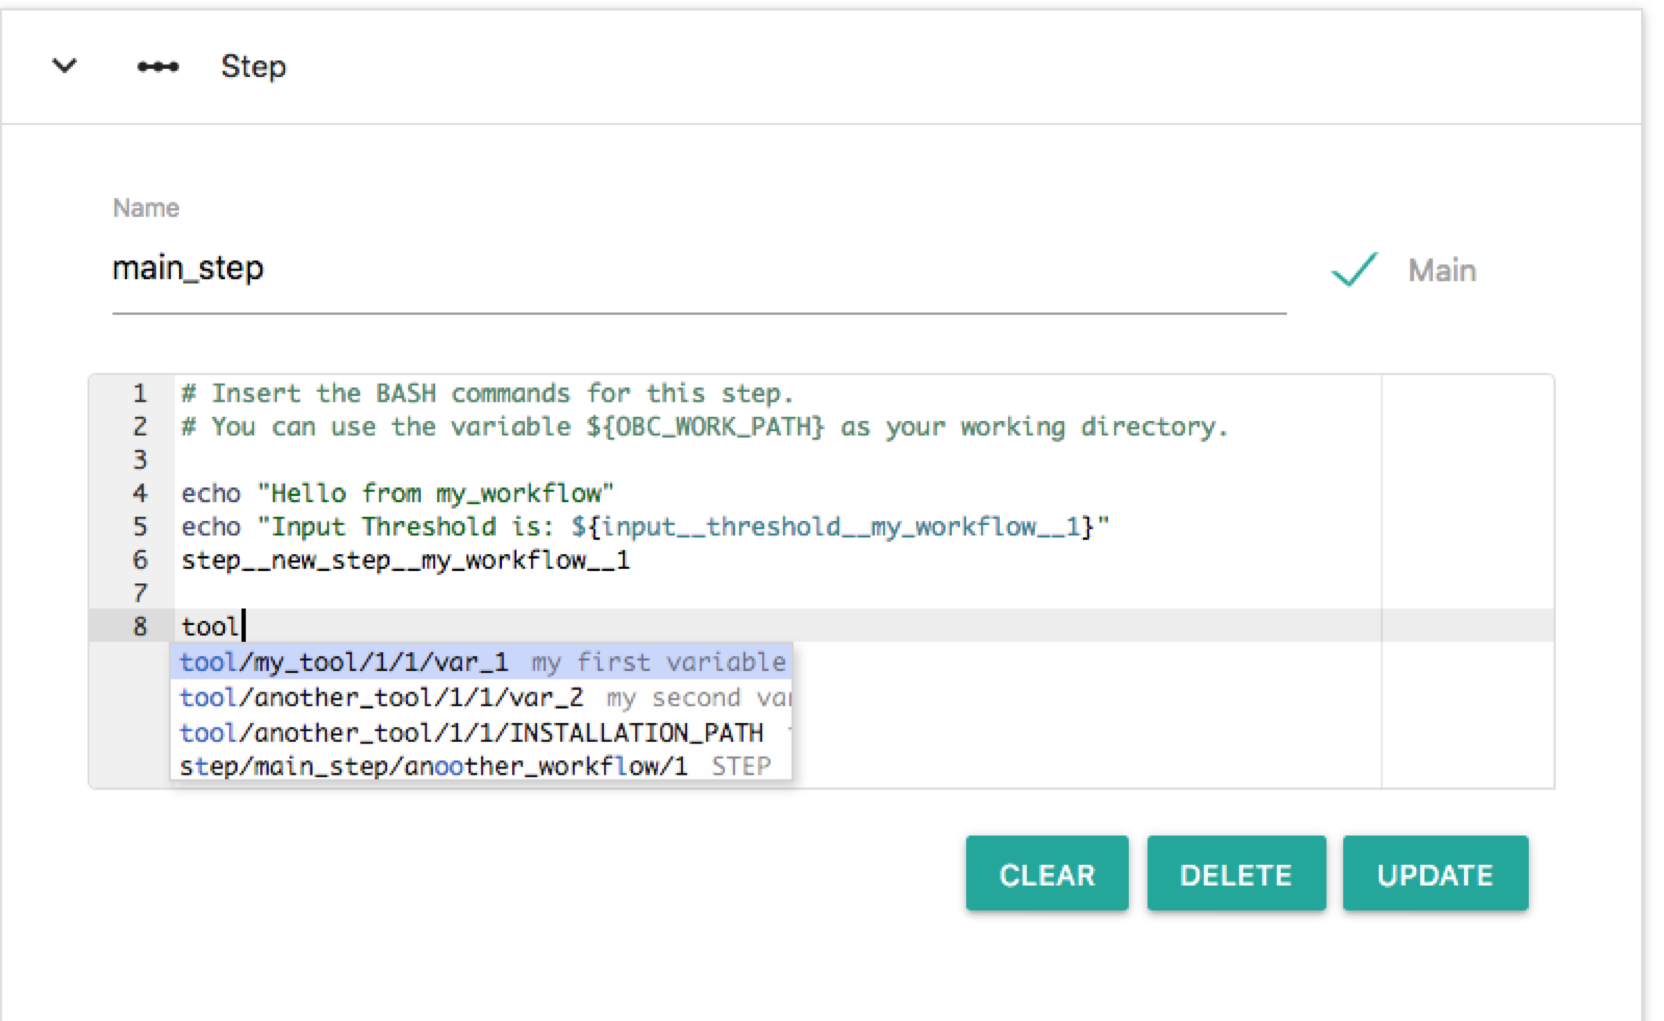 Step
Name
main_step
Main
1 # Insert the BASH commands for this step.
2 # You can use the variable ${OBC_WORK_PATH} as your working directory.
3
4 echo "Hello from my_workflow"
5 echo "Input Threshold is: ${input__threshold__my_workflow__1}"
6 step__new_step__my_workflow__1
7
8 tool
tool/my_tool/1/1/var_1 my first variable
tool/another_tool/1/1/var_2 my second
tool/another_tool/1/1/INSTALLATION_PATH
step/main_step/anoother_workflow/1 STEP
CLEAR DELETE UPDATE